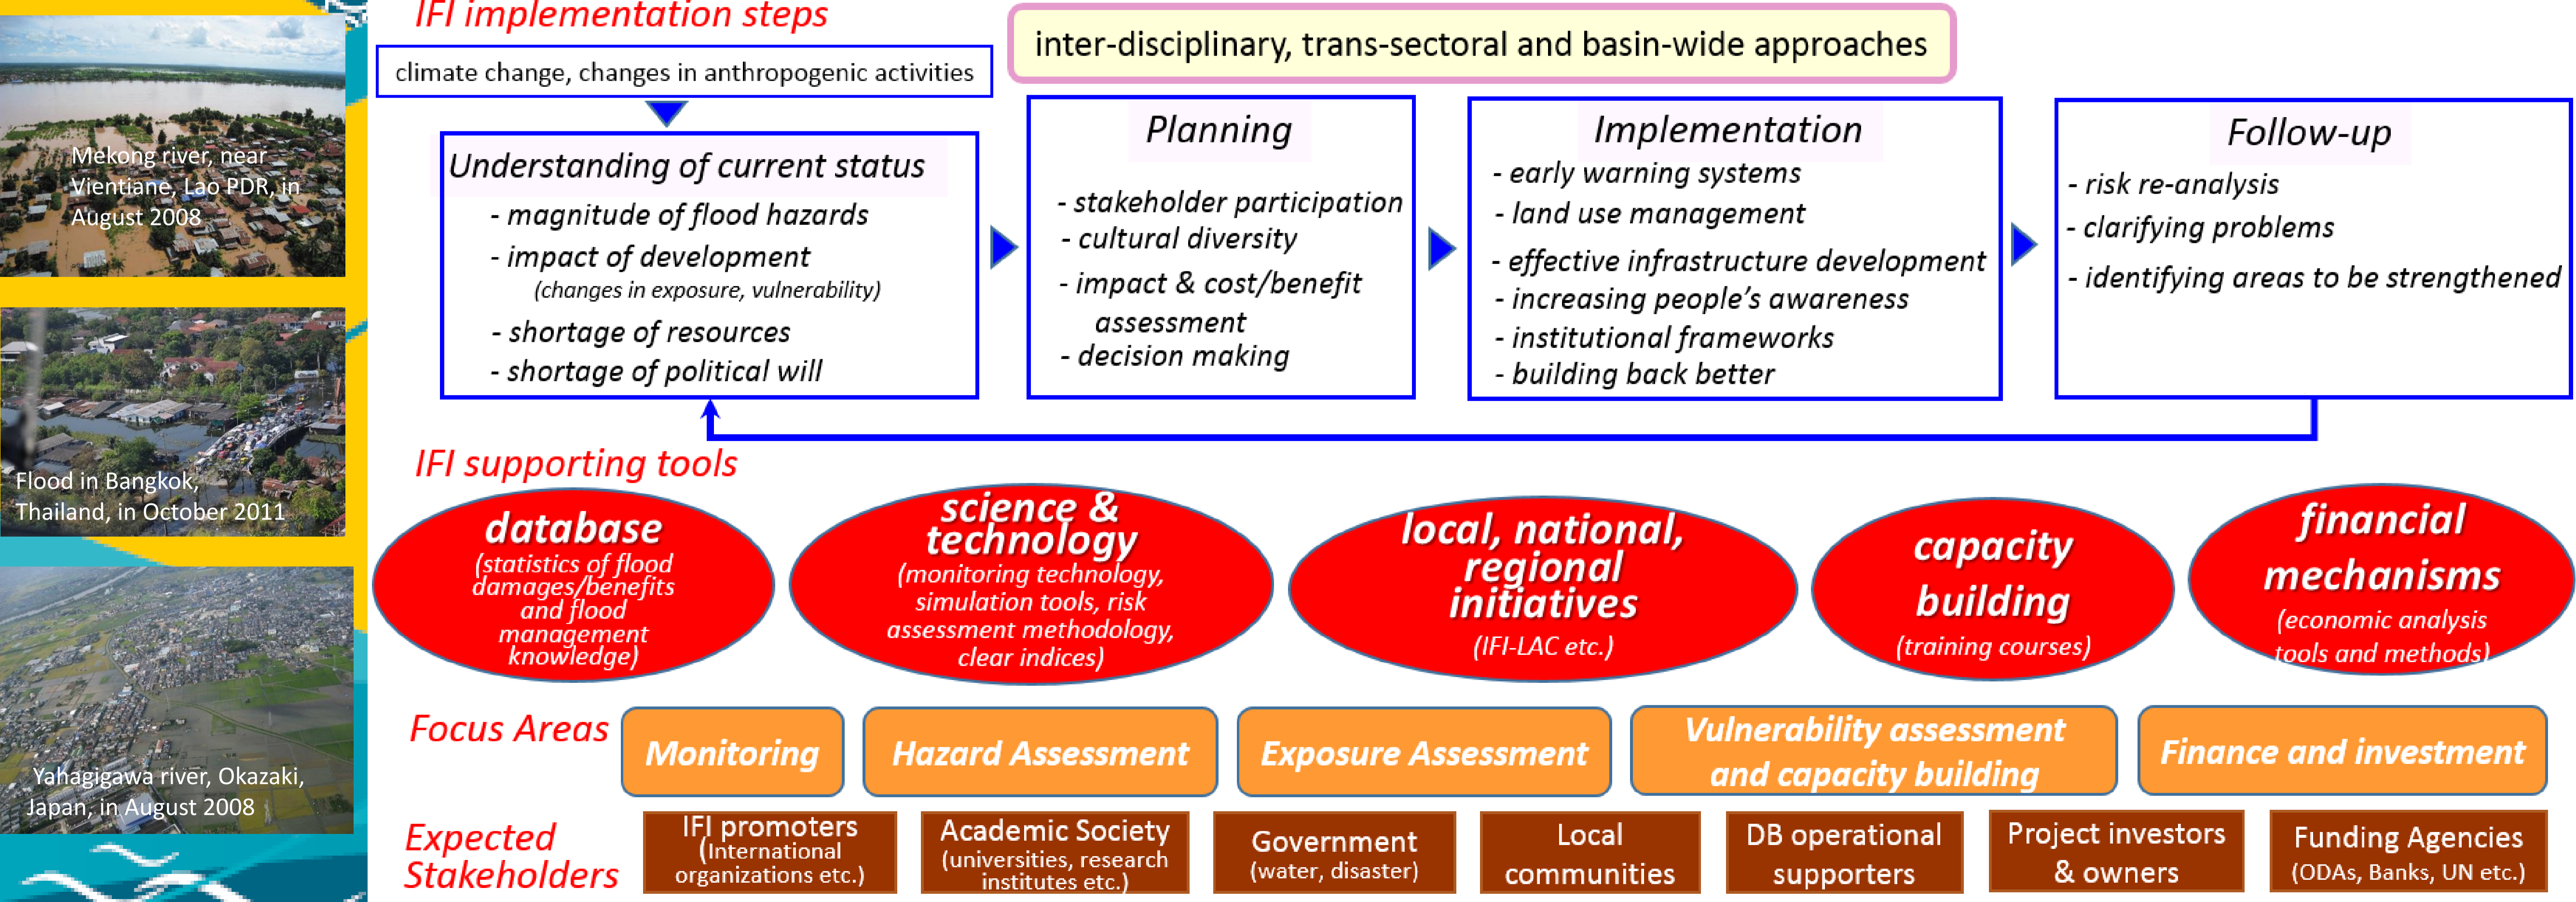 IFI implementation steps
inter-disciplinary, trans-sectoral and basin-wide approaches
climate change, changes in anthropogenic activities
Understanding of current status
- magnitude of flood hazards
- impact of development
(changes in exposure, vulnerability)
- shortage of resources
- shortage of political will
Planning
- stakeholder participation
- cultural diversity
- impact & cost/benefit
assessment
- decision making
Implementation
- early warning systems
- land use management
- effective infrastructure development
- increasing people’s awareness
- institutional frameworks
- building back better
Follow-up
- risk re-analysis
- clarifying problems
- identifying areas to be strengthened
Mekong river, near
Vientiane, Lao PDR, in
August 2008
Flood in Bangkok,
Thailand, in October 2011
Yahagigawa river, Okazaki,
Japan, in August 2008
IFI supporting tools
database
(statistics of flood
damages/benefits
and flood
management
knowledge)
science &
technology
(monitoring technology,
simulation tools, risk
assessment methodology,
clear indices)
local, national,
regional
initiatives
(IFI-LAC etc.)
capacity
building
(training courses)
financial
mechanisms
(economic analysis
tools and methods)
Focus Areas
Monitoring
Hazard Assessment
Exposure Assessment
Vulnerability assessment
and capacity building
Finance and investment
Expected
Stakeholders
IFI promoters
(International
organizations etc.)
Academic Society
(universities, research
institutes etc.)
Government
(water, disaster)
Local
communities
DB operational
supporters
Project investors
& owners
Funding Agencies
(ODAs, Banks, UN etc.)